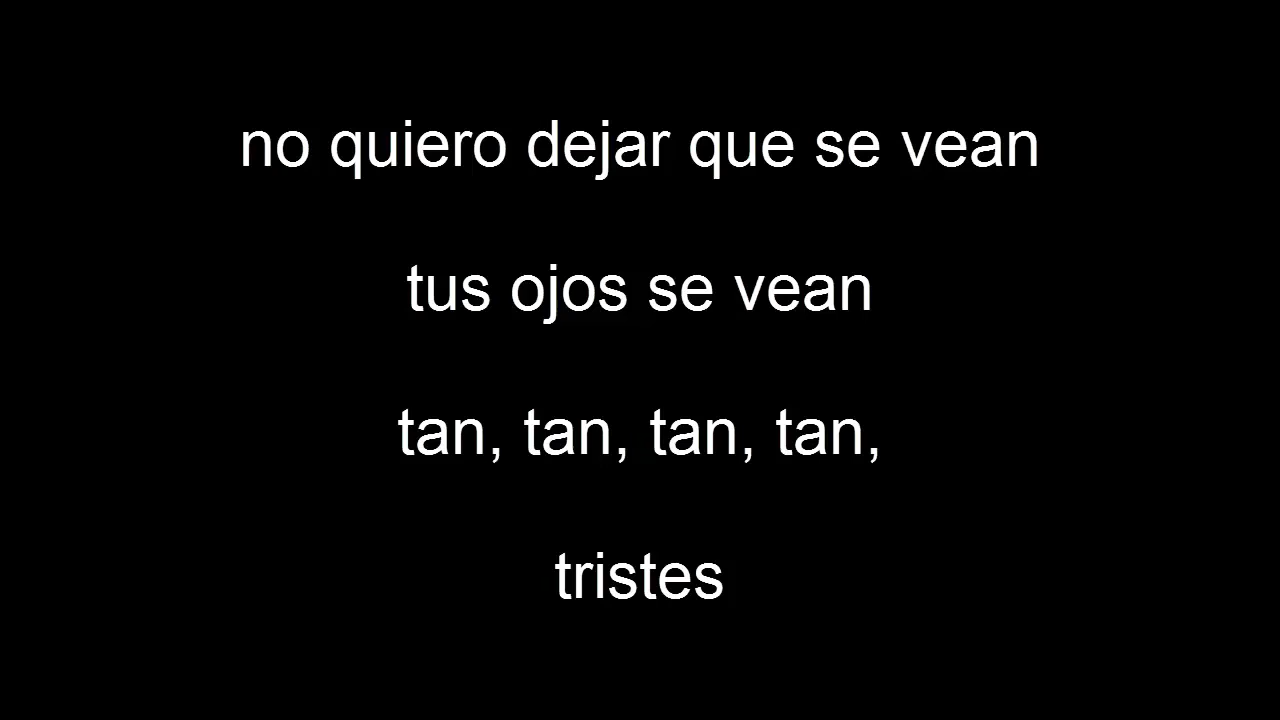 no quiero dejar que se vean
tus ojos se vean
tan, tan, tan, tan,
tristes